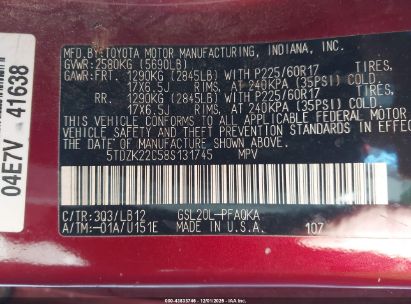 MFD.BY:TOYOTA MOTOR MANUFACTURING, INDIANA, INC.
GVWR:2580KG (5690LB)
GAWR:FRT. 1290KG (2845LB) WITH P225/60R17 TIRES,
17X6.5J RIMS, AT 240KPA (35PSI) COLD.
RR. 1290KG (2845LB) WITH P225/60R17 TIRES,
17X6.5J RIMS, AT 240KPA (35PSI) COLD.
THIS VEHICLE CONFORMS TO ALL APPLICABLE FEDERAL MOTOR VEHICLE
SAFETY, BUMPER, AND THEFT PREVENTION STANDARDS IN EFFECT ON THE
DATE OF MANUFACTURE SHOWN ABOVE.
5TDZK22C58S131745 MPV
C/TR:3Q3/LB12 GSL20L-PFAQKA
A/TM:-01A/U151E MADE IN U.S.A. 107
04E7V 41638